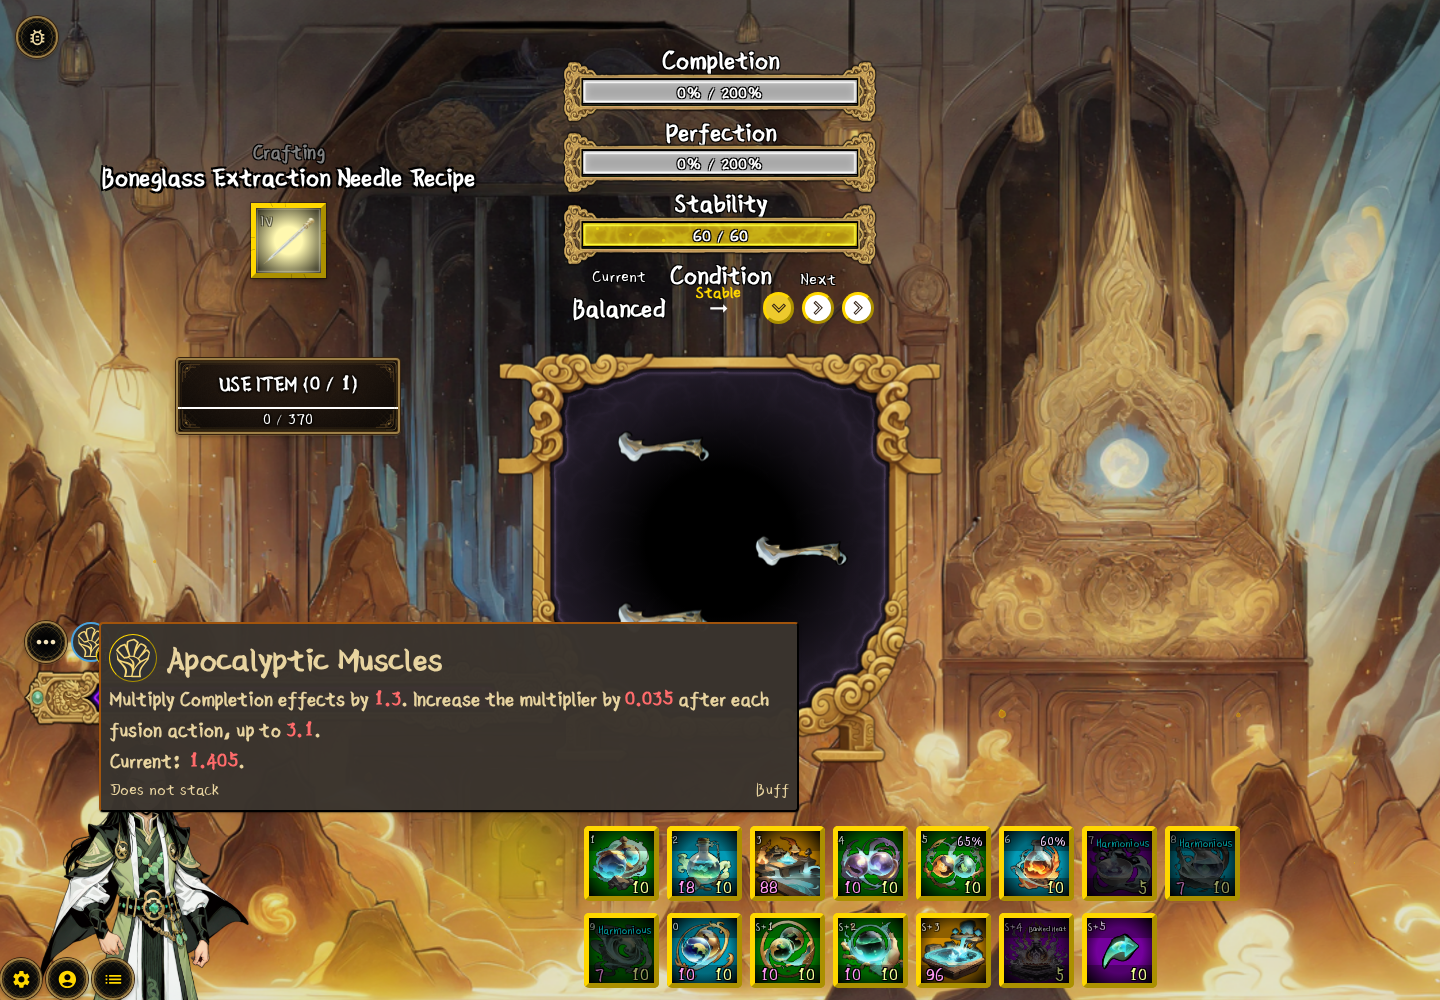 Completion
0% / 200%
Perfection
0% / 200%
Crafting
Boneglass Extraction Needle Recipe
IV
Stability
60 / 60
Current
Condition
Next
Stable
Balanced
USE ITEM (0 / 1)
0 / 370
Apocalyptic Muscles
Multiply Completion effects by 1.3. Increase the multiplier by 0.035 after each
fusion action, up to 3.1.
Current: 1.405.
Does not stack
Buff
1
10
2
18 10
3
88
4
10 10
5 65%
10
6 60%
10
7 Harmonious
5
8 Harmonious
7 10
9 Harmonious
7 10
0
10 10
S+1
10 10
S+2
10 10
S+3
96
S+4 Banked Heat
5
S+5
10